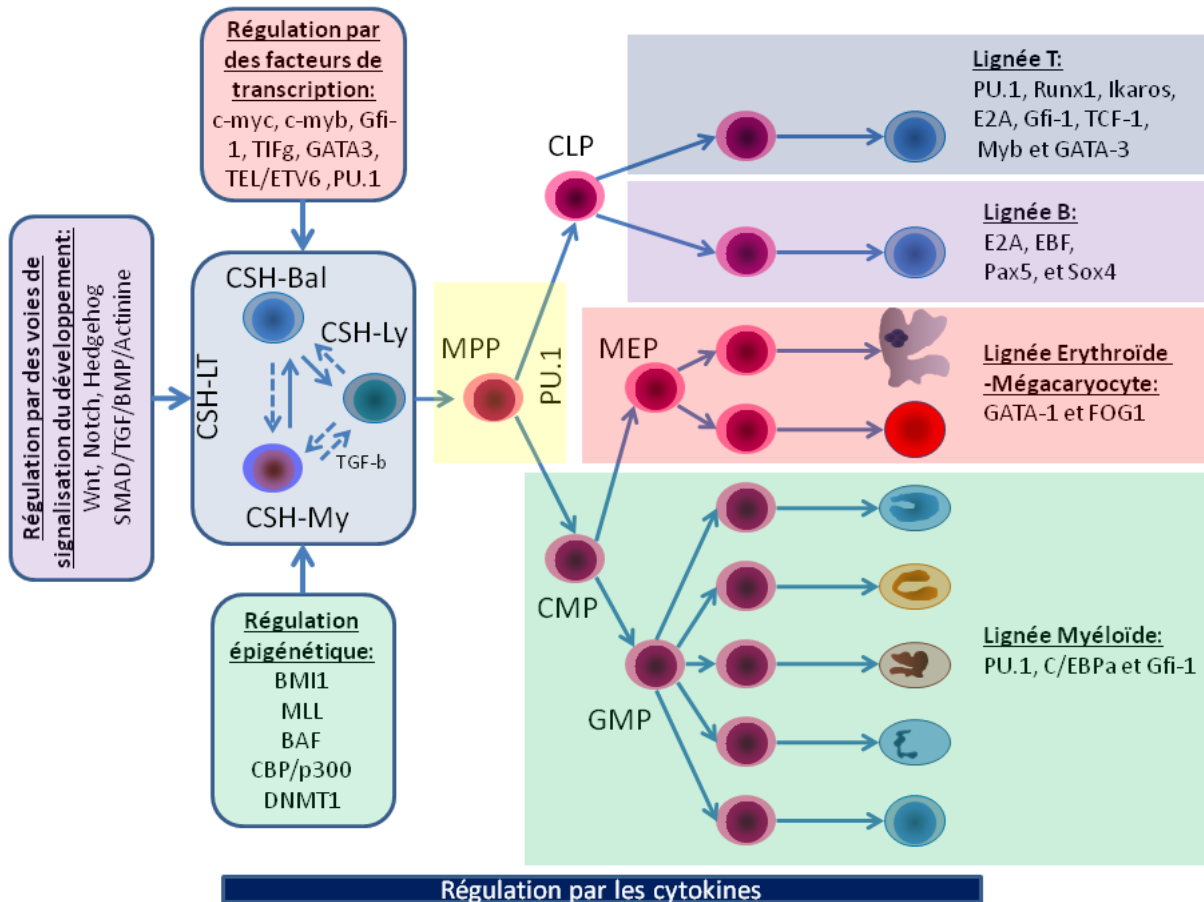 Régulation par
des facteurs de
transcription:
c-myc, c-myb, Gfi-
1, TIFg, GATA3,
TEL/ETV6 ,PU.1
Régulation par des voies de
signalisation du développement:
Wnt, Notch, Hedgehog
SMAD/TGF/BMP/Actinine
CSH-LT
CSH-Bal
CSH-Ly
TGF-b
CSH-My
Régulation
épigénétique:
BMI1
MLL
BAF
CBP/p300
DNMT1
MPP
PU.1
CLP
CMP
MEP
GMP
Lignée T:
PU.1, Runx1, Ikaros,
E2A, Gfi-1, TCF-1,
Myb et GATA-3
Lignée B:
E2A, EBF,
Pax5, et Sox4
Lignée Erythroïde
-Mégacaryocyte:
GATA-1 et FOG1
Lignée Myéloïde:
PU.1, C/EBPa et Gfi-1
Régulation par les cytokines